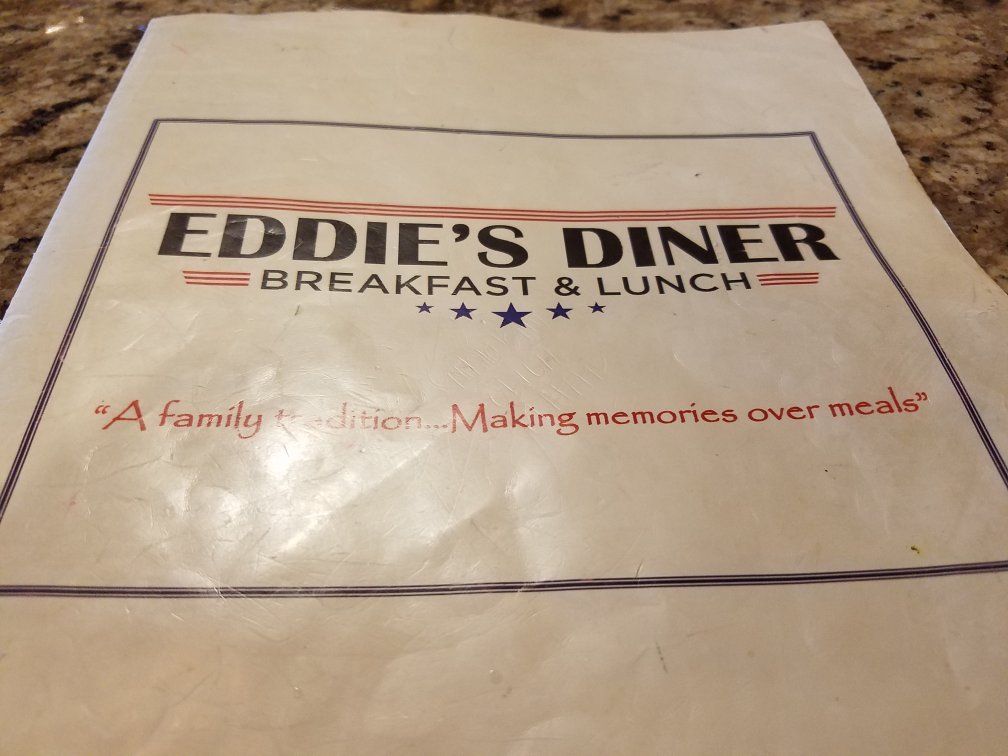 EDDIE'S DINER
BREAKFAST & LUNCH
"A family tradition...Making memories over meals"